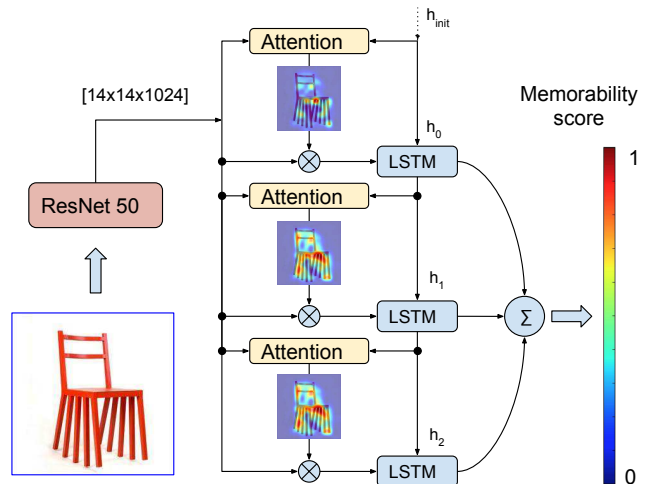 h_init
Attention
[14x14x1024]
Memorability
score
h_0
1
LSTM
ResNet 50
Attention
h_1
LSTM
Σ
Attention
h_2
LSTM
0